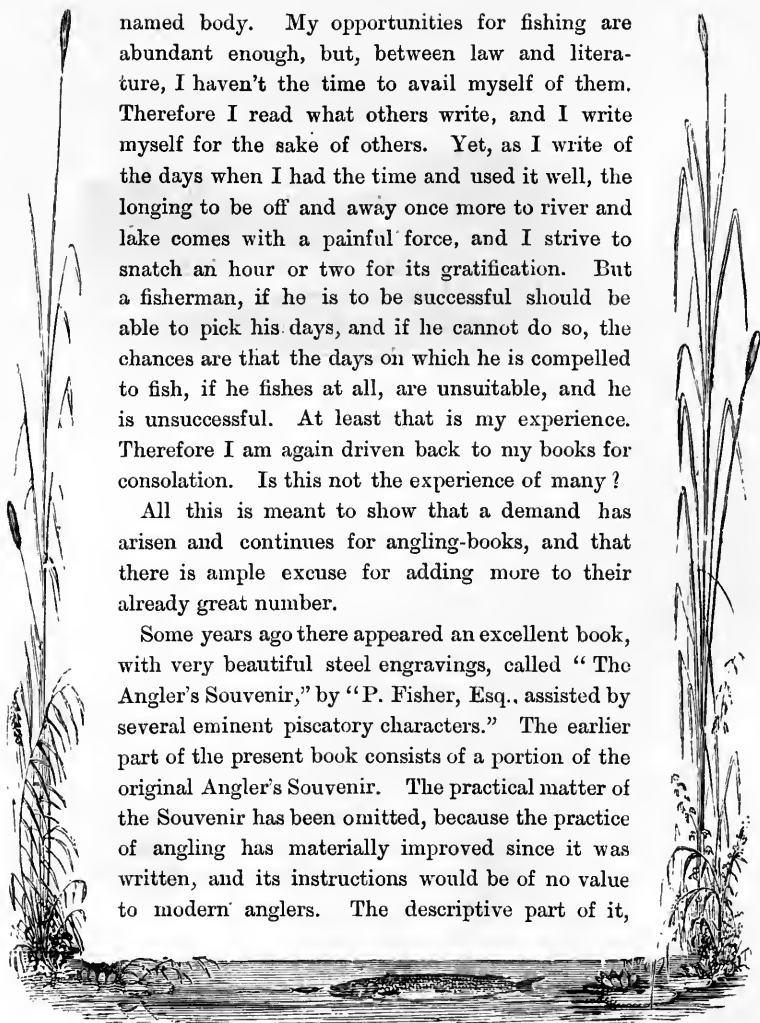 named body. My opportunities for fishing are
abundant enough, but, between law and litera-
ture, I haven't the time to avail myself of them.
Therefore I read what others write, and I write
myself for the sake of others. Yet, as I write of
the days when I had the time and used it well, the
longing to be off and away once more to river and
lake comes with a painful force, and I strive to
snatch an hour or two for its gratification. But
a fisherman, if he is to be successful should be
able to pick his days, and if he cannot do so, the
chances are that the days on which he is compelled
to fish, if he fishes at all, are unsuitable, and he
is unsuccessful. At least that is my experience.
Therefore I am again driven back to my books for
consolation. Is this not the experience of many?
All this is meant to show that a demand has
arisen and continues for angling-books, and that
there is ample excuse for adding more to their
already great number.
Some years ago there appeared an excellent book,
with very beautiful steel engravings, called "The
Angler's Souvenir," by "P. Fisher, Esq., assisted by
several eminent piscatory characters." The earlier
part of the present book consists of a portion of the
original Angler's Souvenir. The practical matter of
the Souvenir has been omitted, because the practice
of angling has materially improved since it was
written, and its instructions would be of no value
to modern anglers. The descriptive part of it,